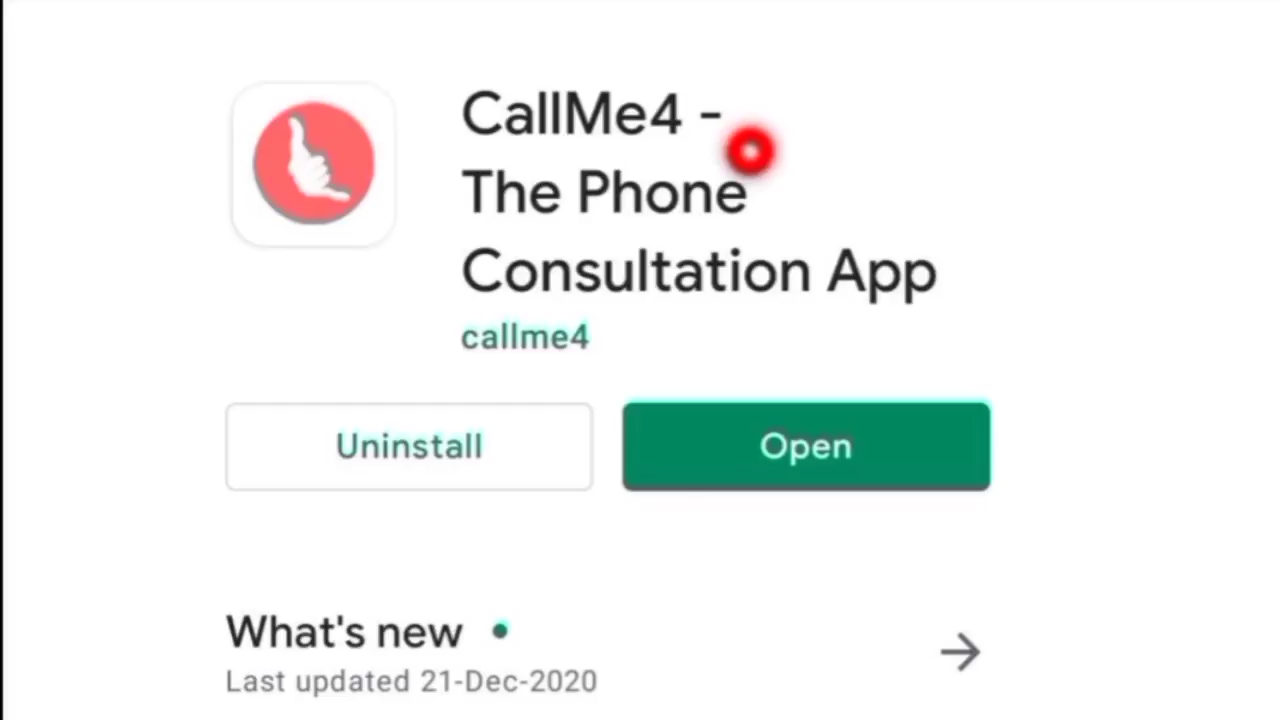 CallMe4 -
The Phone
Consultation App
callme4
Uninstall
Open
What's new
Last updated 21-Dec-2020